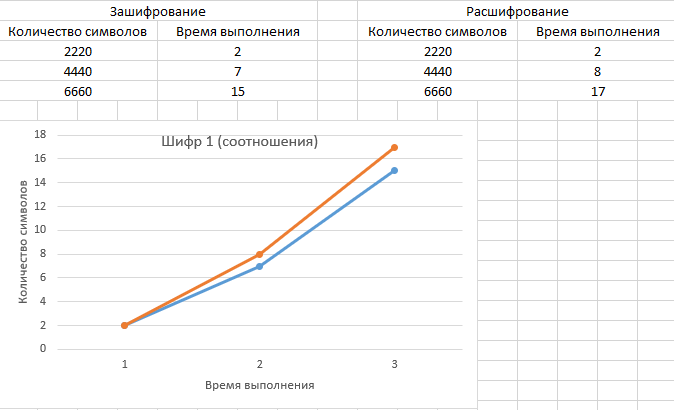 Зашифрование Расшифрование
Количество символов Время выполнения Количество символов Время выполнения
2220 2 2220 2
4440 7 4440 8
6660 15 6660 17
Шифр 1 (соотношения)
18
16
14
12
10
8
6
4
2
0
Количество символов
1 2 3
Время выполнения